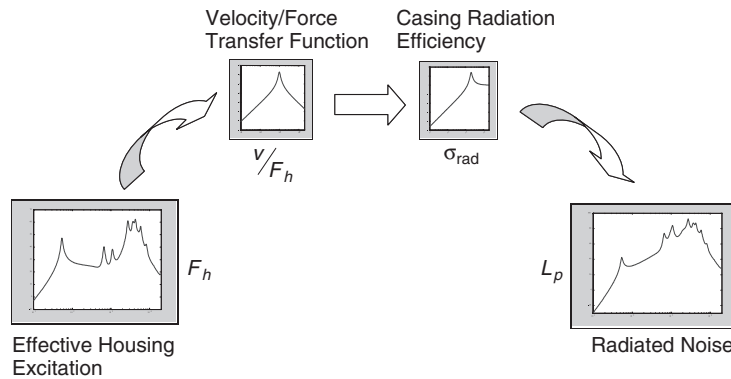 Velocity/Force
Transfer Function
Casing Radiation
Efficiency
v/F_h
σ_rad
F_h
L_p
Effective Housing
Excitation
Radiated Noise